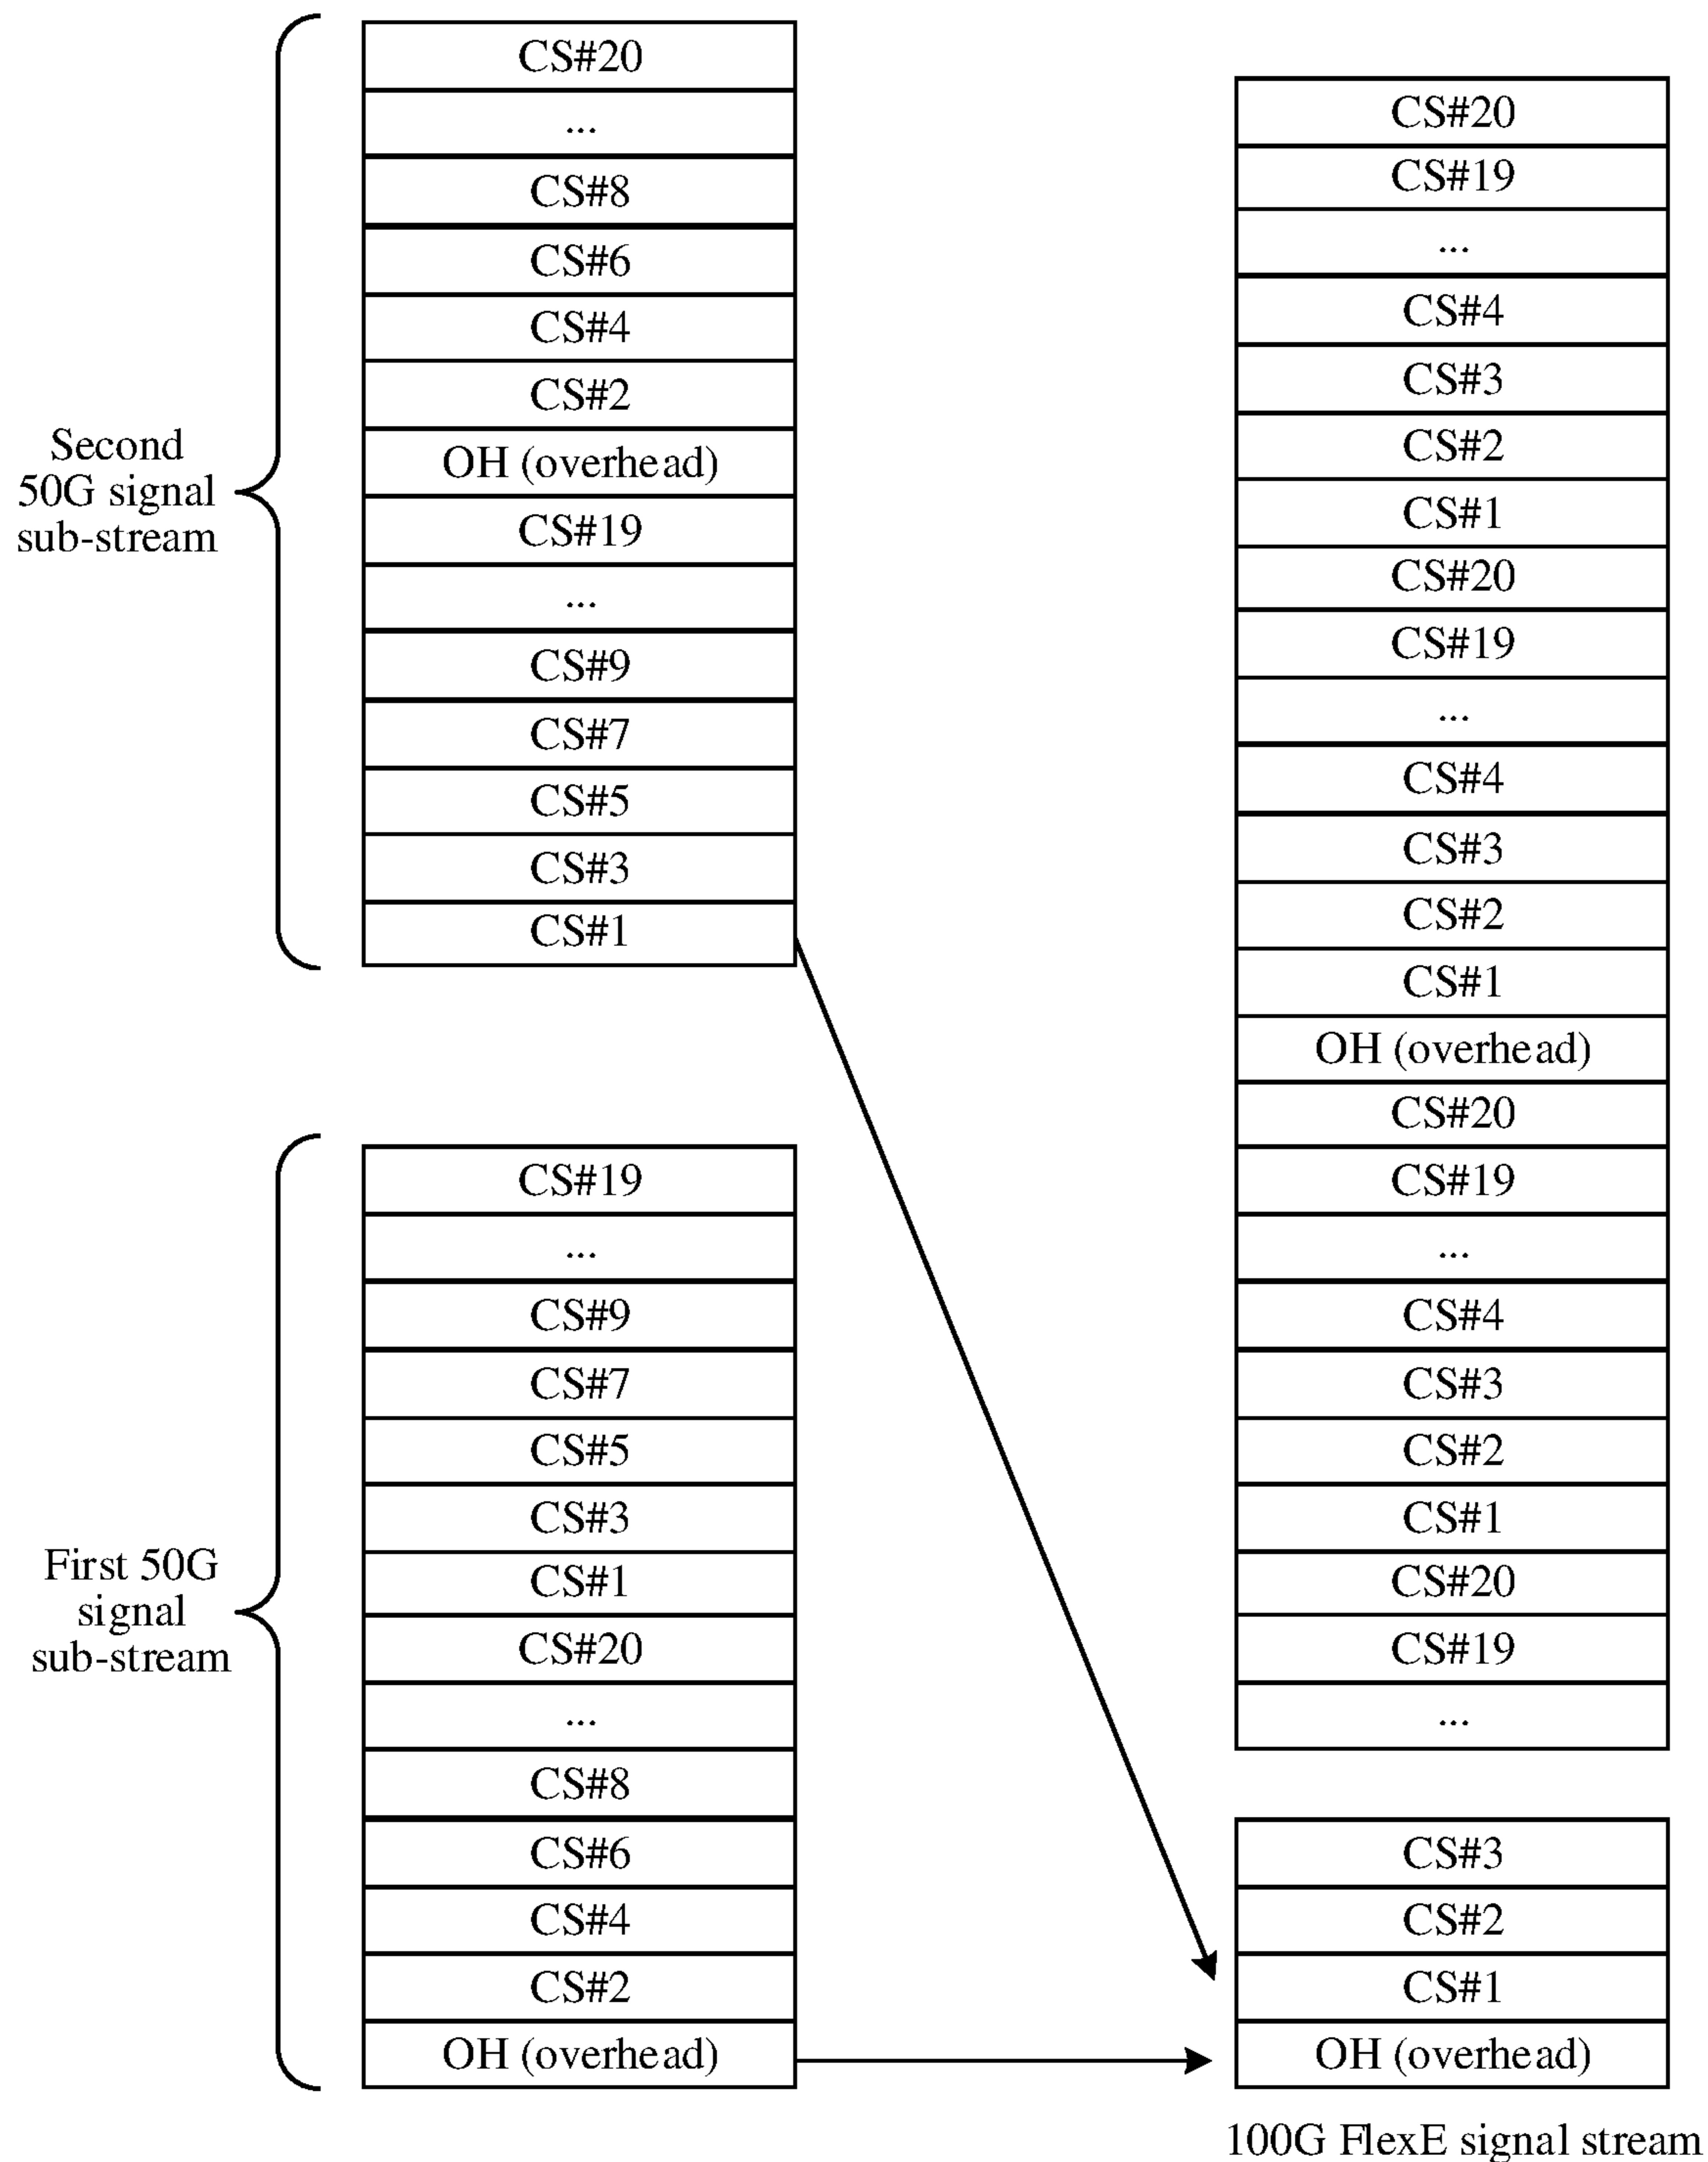 CS#20
...
CS#8
CS#6
CS#4
CS#2
OH (overhead)
CS#19
...
CS#9
CS#7
CS#5
CS#3
CS#1
Second
50G signal
sub-stream
CS#19
...
CS#9
CS#7
CS#5
CS#3
CS#1
CS#20
...
CS#8
CS#6
CS#4
CS#2
OH (overhead)
First 50G
signal
sub-stream
CS#20
CS#19
...
CS#4
CS#3
CS#2
CS#1
CS#20
CS#19
...
CS#4
CS#3
CS#2
CS#1
OH (overhead)
CS#20
CS#19
...
CS#4
CS#3
CS#2
CS#1
CS#20
CS#19
...
CS#3
CS#2
CS#1
OH (overhead)
100G FlexE signal stream